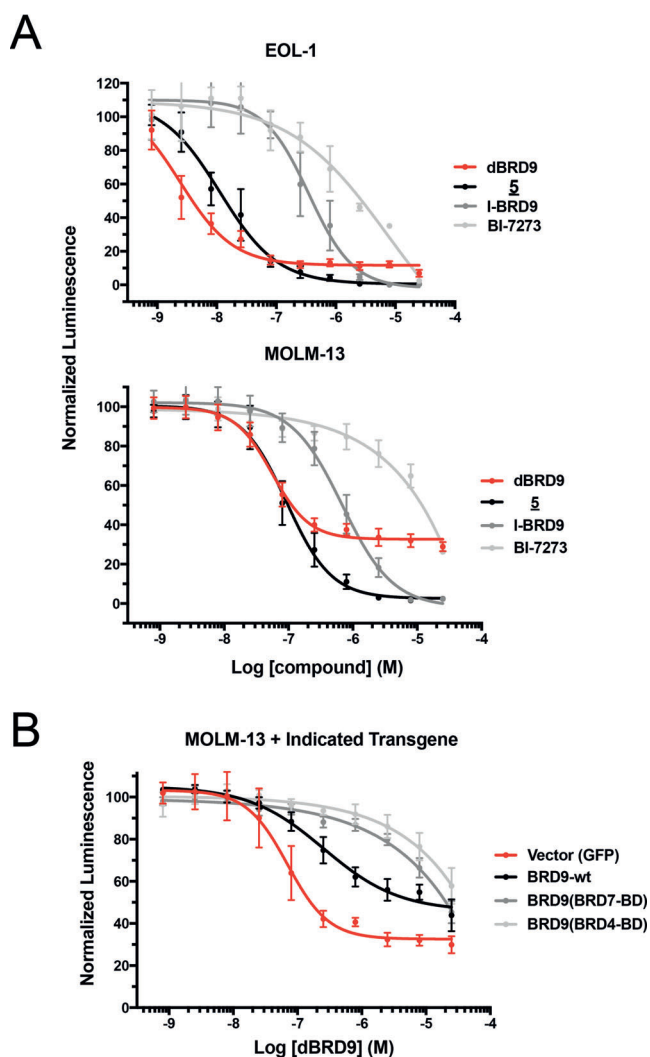 A
EOL-1
120
100
80
60
40
20
0
-9
-8
-7
-6
-5
-4
dBRD9
5
I-BRD9
BI-7273
Normalized Luminescence
MOLM-13
100
80
60
40
20
0
-9
-8
-7
-6
-5
-4
dBRD9
5
I-BRD9
BI-7273
Log [compound] (M)
B
MOLM-13 + Indicated Transgene
Normalized Luminescence
100
80
60
40
20
0
-9
-8
-7
-6
-5
-4
Vector (GFP)
BRD9-wt
BRD9(BRD7-BD)
BRD9(BRD4-BD)
Log [dBRD9] (M)